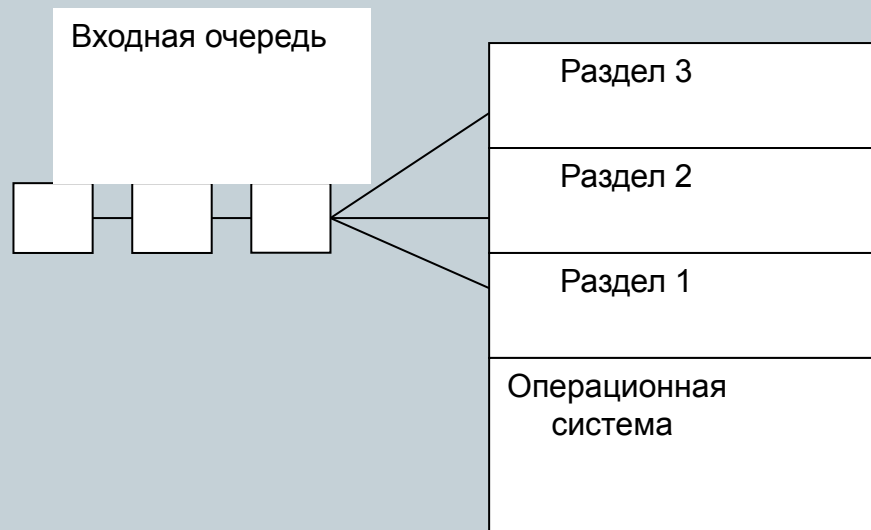 Входная очередь
Раздел 3
Раздел 2
Раздел 1
Операционная
система